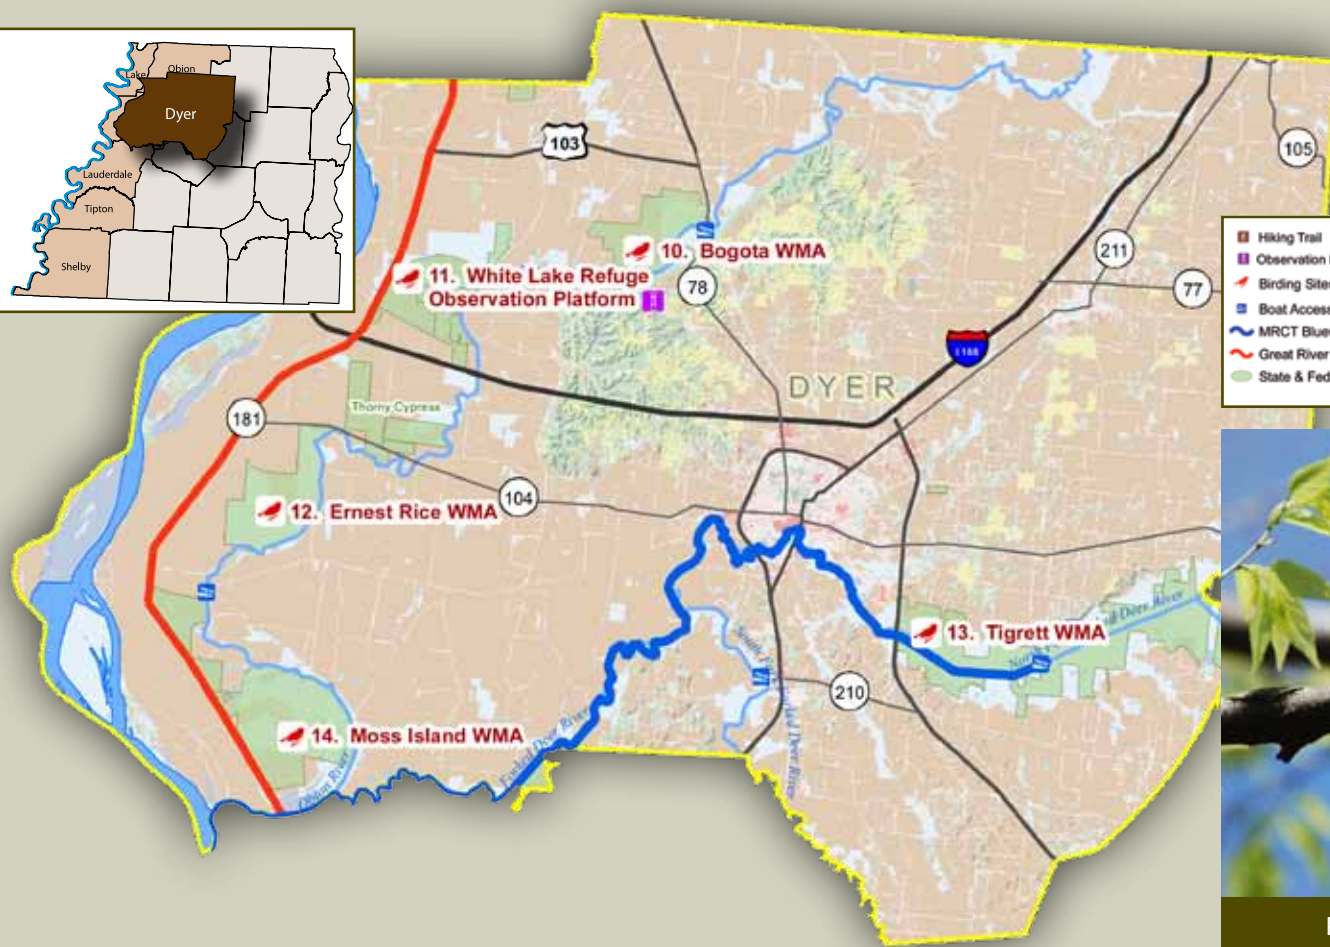 Lake
Obion
Dyer
Lauderdale
Tipton
Shelby
103
105
211
77
78
10. Bogota WMA
11. White Lake Refuge
Observation Platform
DYER
181
Thorny Cypress
104
12. Ernest Rice WMA
13. Tigrett WMA
210
14. Moss Island WMA
Obion River
Forked Deer River
Hiking Trail
Observation
Birding Sites
Boat Access
MRCT Blue
Great River
State & Fed